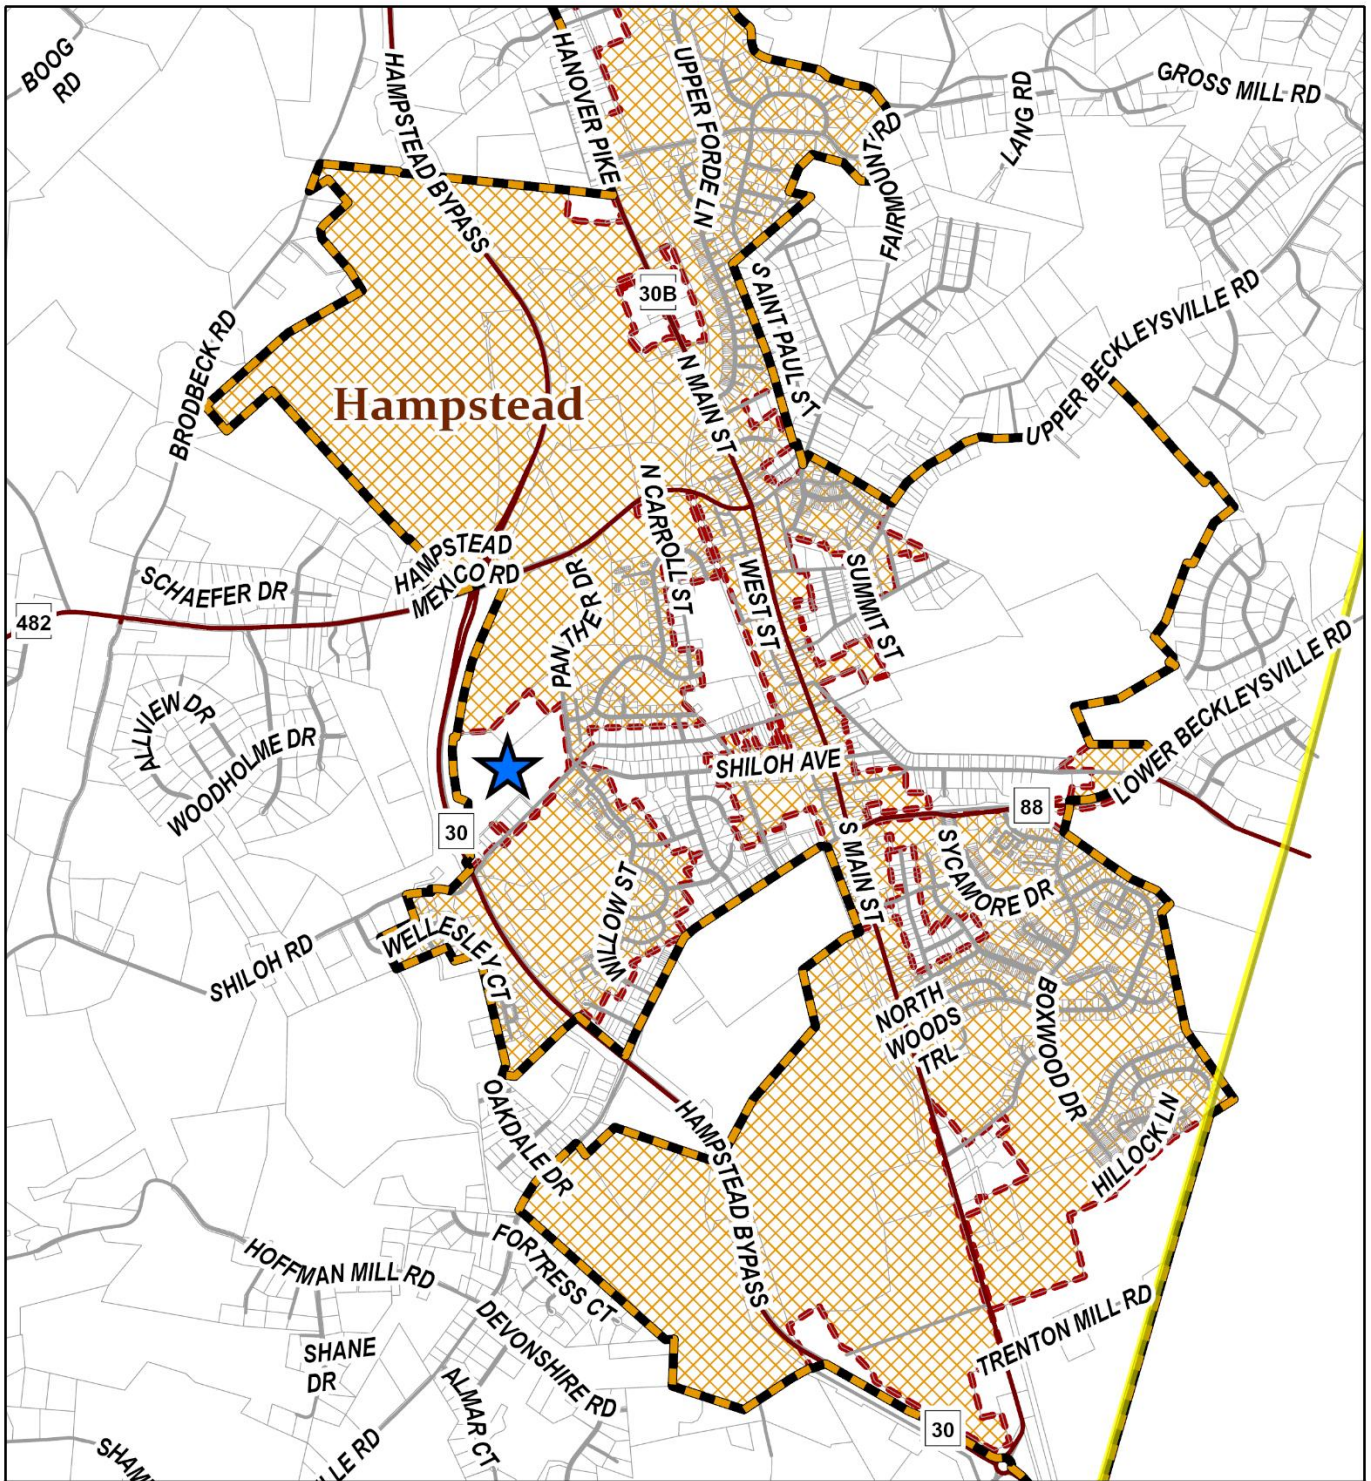 BOOG
RD
HAMPSTEAD BYPASS
HANOVER PIKE
UPPER FORDE LN
FAIRMOUNT RD
LANG RD
GROSS MILL RD
30B
SAINT PAUL ST
UPPER BECKLEYSVILLE RD
BRODBECK RD
Hampstead
N MAIN ST
N CARROLL ST
HAMPSTEAD
MEXICO RD
PANTHER DR
WEST ST
SUMMIT ST
SCHAEFER DR
482
ALLVIEW DR
WOODHOLME DR
SHILOH AVE
LOWER BECKLEYSVILLE RD
30
88
S MAIN ST
SYCAMORE DR
WILLOW ST
SHILOH RD
WELLESLEY CT
NORTH
WOODS
TRL
BOXWOOD DR
OAKDALE DR
HAMPSTEAD BYPASS
HILLOCK LN
FORTRESS CT
HOFFMAN MILL RD
DEVONSHIRE RD
SHANE
DR
ALMAR CT
TRENTON MILL RD
30
SHAM
LLE RD